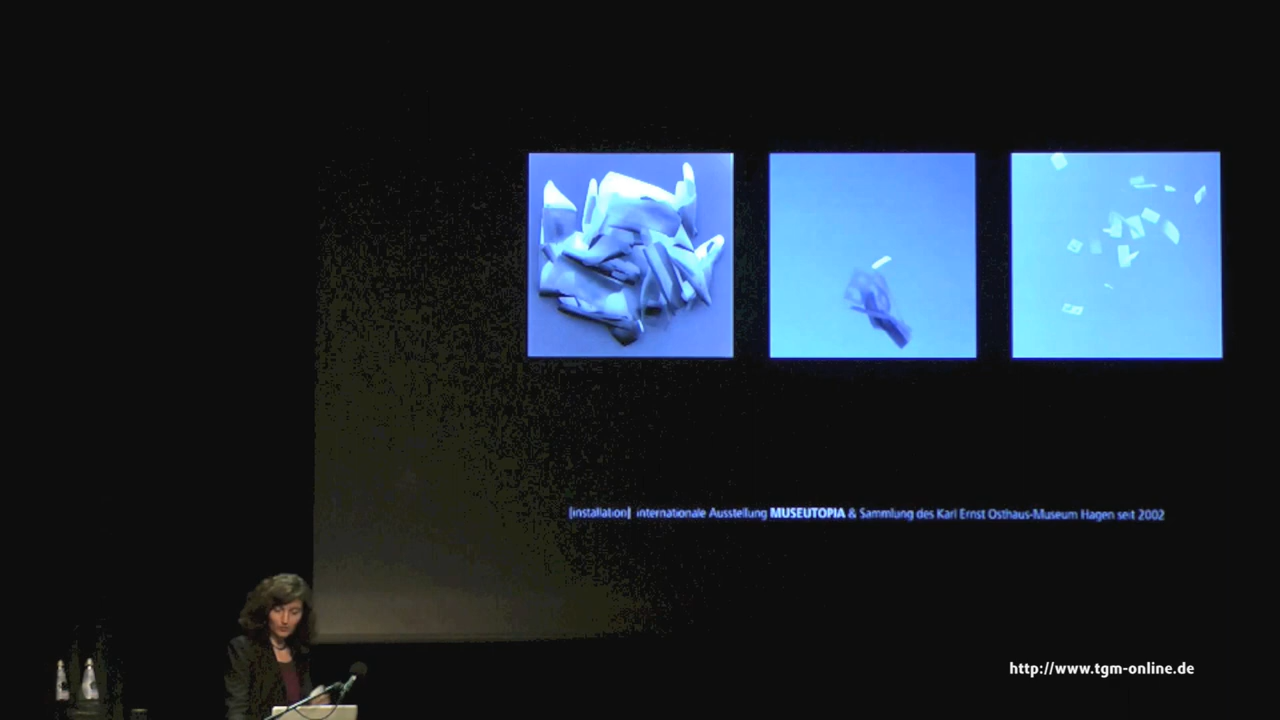 [installation] internationale Ausstellung MUSEUTOPIA & Sammlung des Karl Ernst Osthaus-Museum Hagen seit 2002
http://www.tgm-online.de